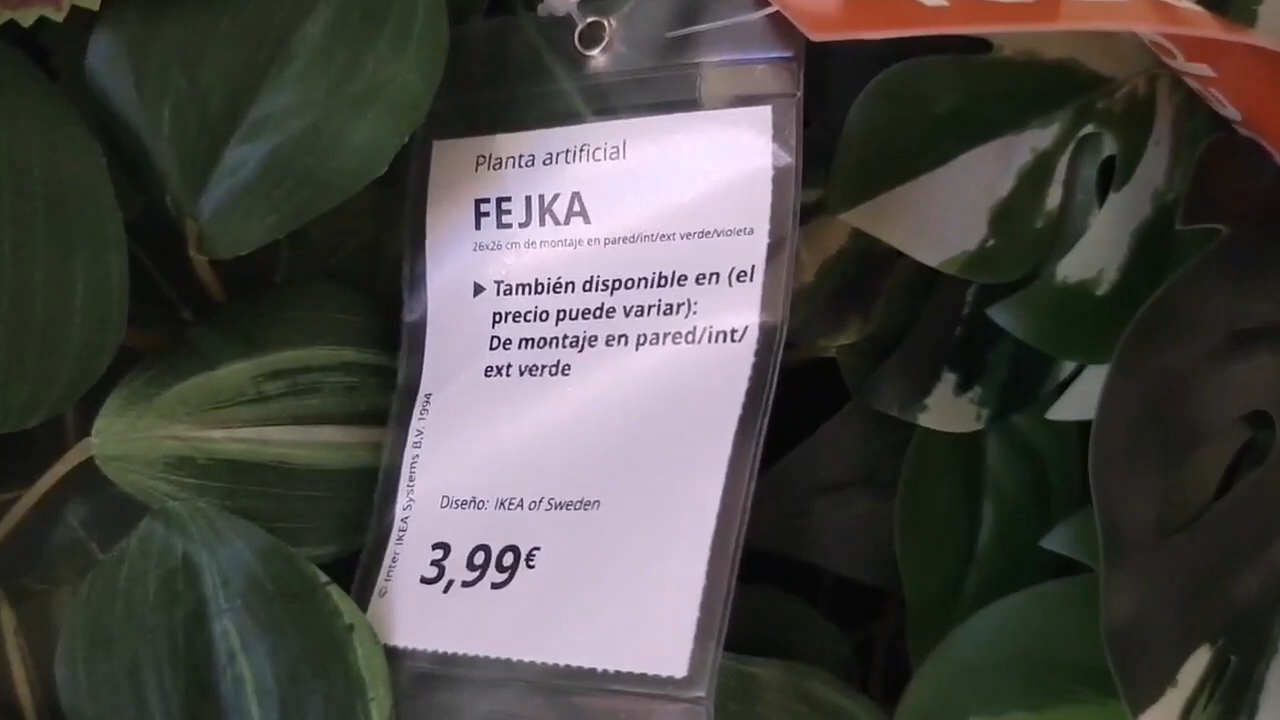 Planta artificial
FEJKA
26x26 cm de montaje en pared/int/ext verde/violeta
▶ También disponible en (el
precio puede variar):
De montaje en pared/int/
ext verde
© Inter IKEA Systems B.V. 1994
Diseño: IKEA of Sweden
3,99€